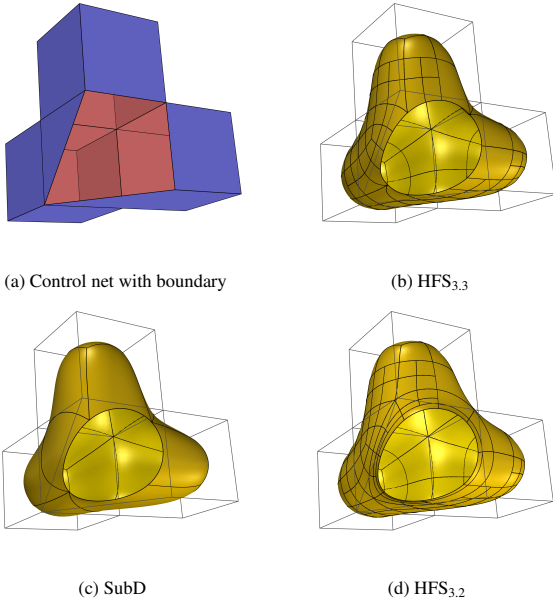 (a) Control net with boundary
(b) HFS₃.₃
(c) SubD
(d) HFS₃.₂